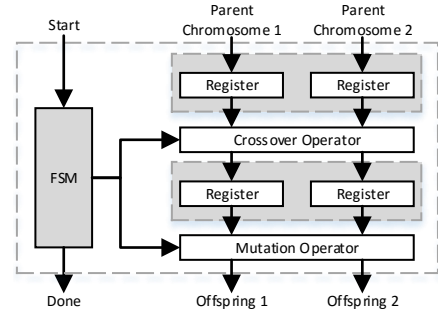 Start
Parent
Chromosome 1
Parent
Chromosome 2
Register
Register
Crossover Operator
FSM
Register
Register
Mutation Operator
Done
Offspring 1
Offspring 2